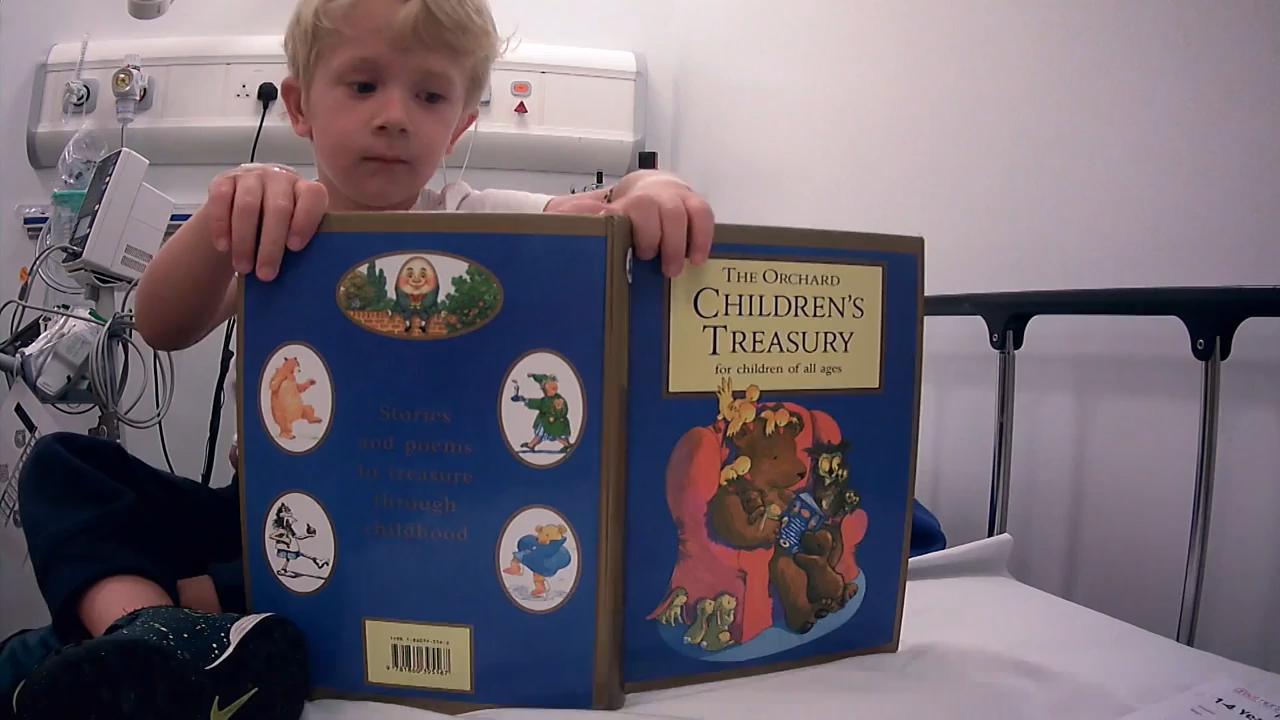 Stories
and poems
to treasure
through
childhood
THE ORCHARD
CHILDREN'S
TREASURY
for children of all ages